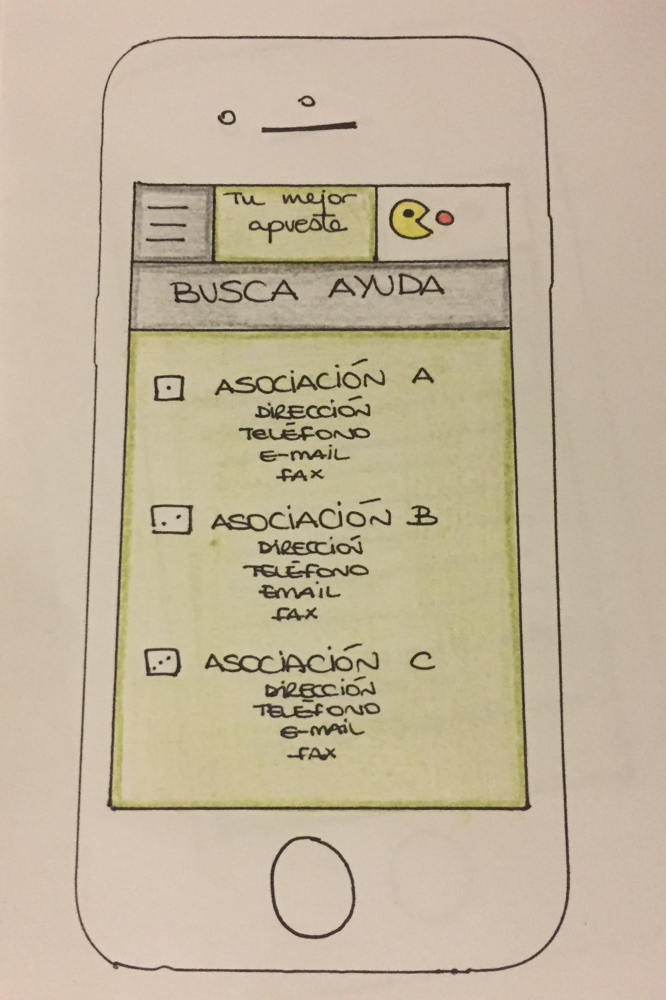 Tu mejor
apuesta
BUSCA AYUDA
ASOCIACIÓN A
DIRECCIÓN
TELÉFONO
E-MAIL
FAX
ASOCIACIÓN B
DIRECCIÓN
TELÉFONO
EMAIL
FAX
ASOCIACIÓN C
DIRECCIÓN
TELÉFONO
E-MAIL
FAX